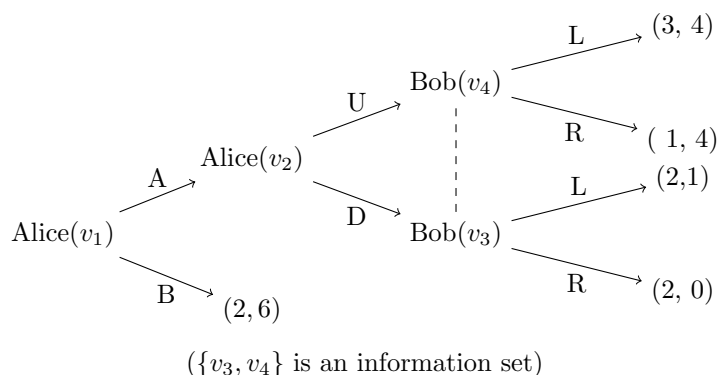 L
(3, 4)
Bob(v₄)
U
R
( 1, 4)
Alice(v₂)
A
L
(2,1)
D
Alice(v₁)
Bob(v₃)
B
R
(2, 0)
(2, 6)
({v₃, v₄} is an information set)